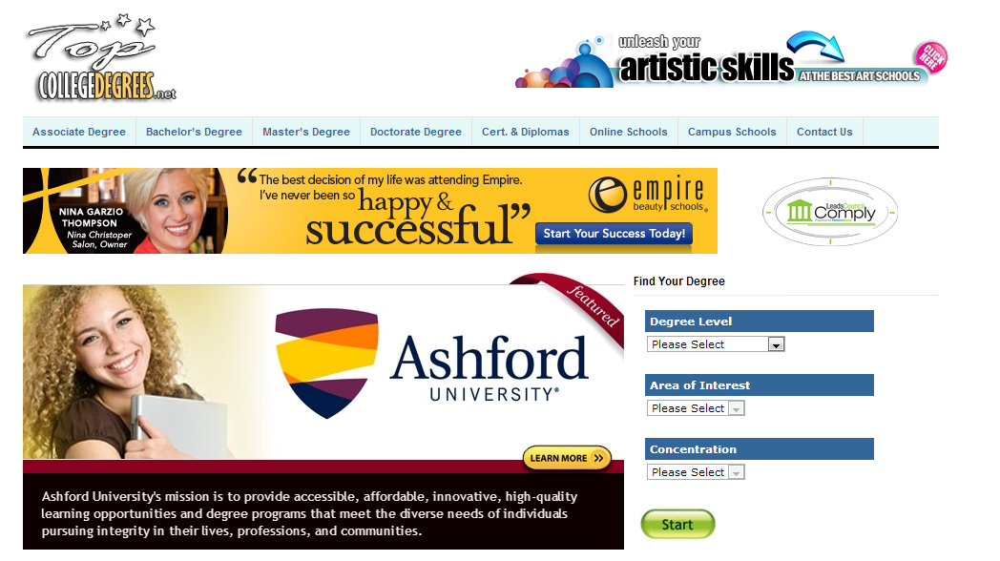 Top
COLLEGEDEGREES.net
unleash your
artistic skills
AT THE BEST ART SCHOOLS
CLICK HERE
Associate Degree
Bachelor's Degree
Master's Degree
Doctorate Degree
Cert. & Diplomas
Online Schools
Campus Schools
Contact Us
NINA GARZIO
THOMPSON
Nina Christoper
Salon, Owner
“The best decision of my life was attending Empire.
I've never been so happy &
successful”
empire
beauty schools®
Start Your Success Today!
LeadsCouncil
Comply
featured
Ashford
UNIVERSITY®
LEARN MORE »
Ashford University's mission is to provide accessible, affordable, innovative, high-quality
learning opportunities and degree programs that meet the diverse needs of individuals
pursuing integrity in their lives, professions, and communities.
Find Your Degree
Degree Level
Please Select
Area of Interest
Please Select
Concentration
Please Select
Start